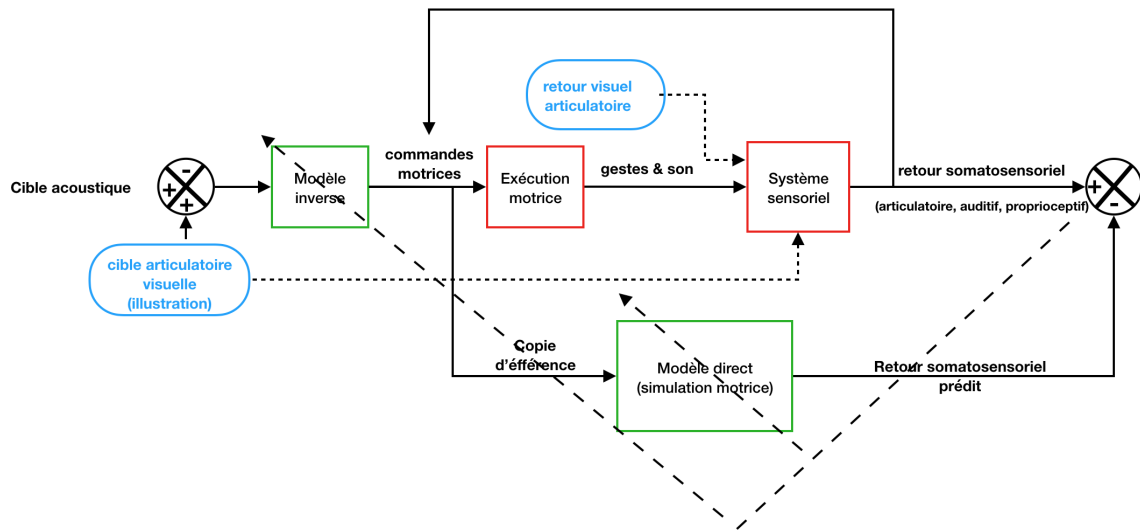 retour visuel
articulatoire
commandes
motrices
Cible acoustique
-
+
+
Modèle
inverse
Exécution
motrice
gestes & son
Système
sensoriel
retour somatosensoriel
(articulatoire, auditif, proprioceptif)
+
-
cible articulatoire
visuelle
(illustration)
Copie
d'éfférence
Modèle direct
(simulation motrice)
Retour somatosensoriel
prédit